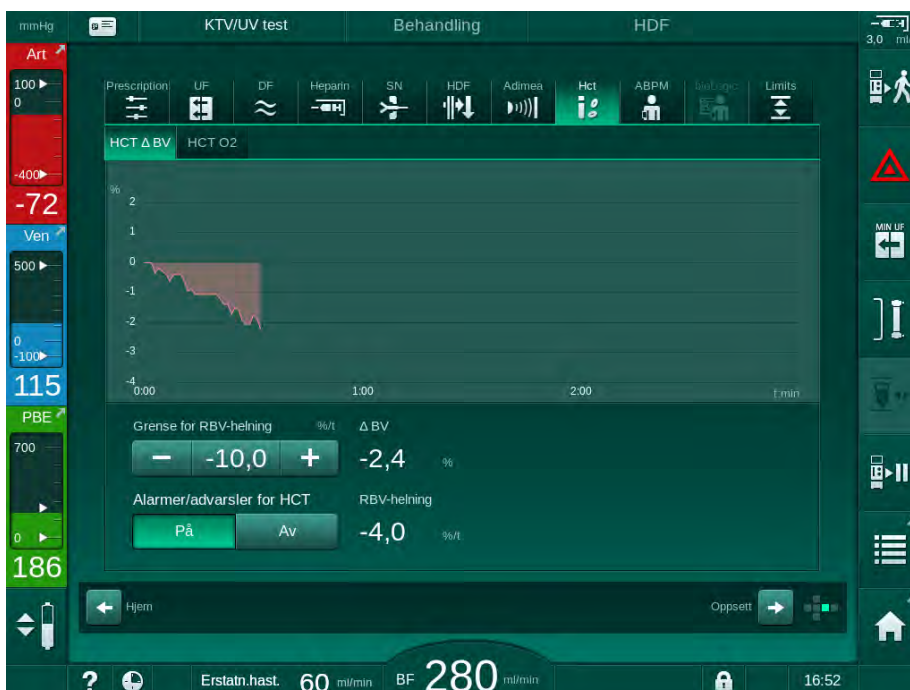 mmHg
KTV/UV test
Behandling
HDF
3,0 ml/
Art
100
0
-400
-72
Ven
500
0
-100
115
PBE
700
0
186
Prescription UF DF Heparin SN HDF Adimea Hct ABPM bioLogic Limits
HCT Δ BV HCT O2
%
2
1
0
-1
-2
-3
-4
0:00 1:00 2:00 t:min
Grense for RBV-helning %/t Δ BV
− -10,0 + -2,4 %
Alarmer/advarsler for HCT RBV-helning
På Av -4,0 %/t
Hjem Oppsett
MIN UF
? Erstatn.hast. 60 ml/min BF 280 ml/min 16:52